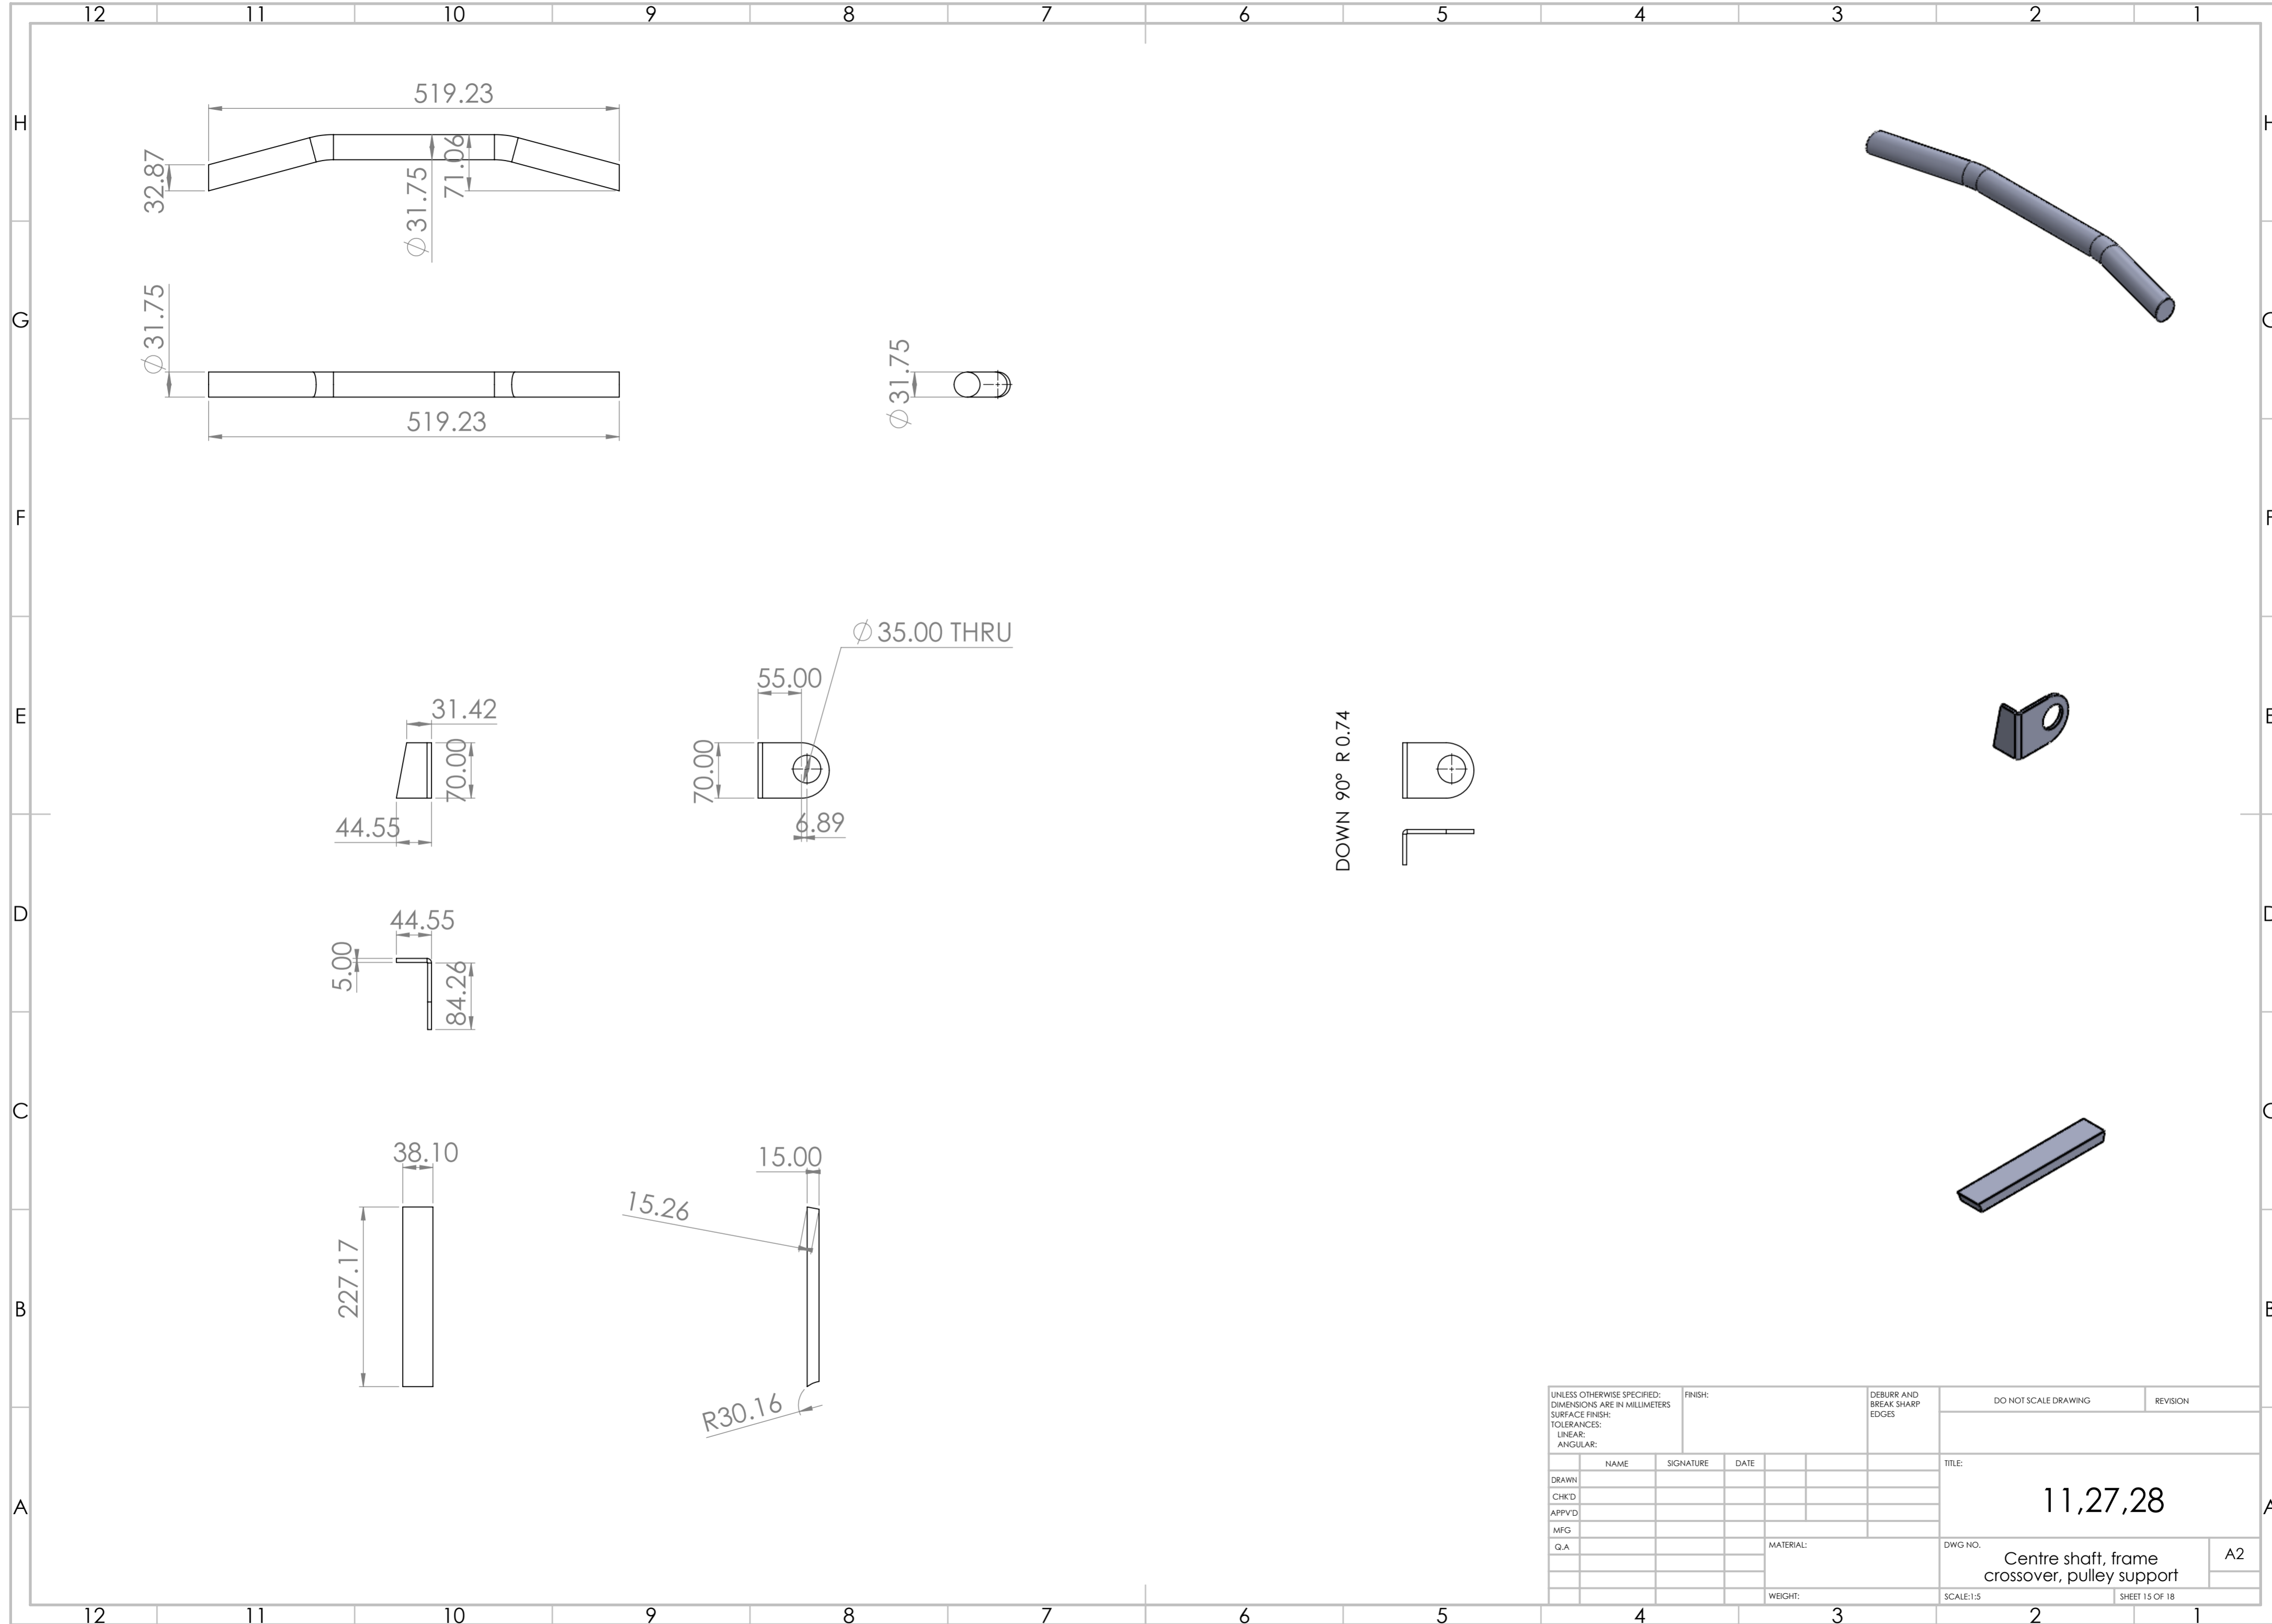 12 11 10 9 8 7 6 5 4 3 2 1
H
519.23
32.87
Ø 31.75
71.06
G
Ø 31.75
519.23
Ø 31.75
F
Ø 35.00 THRU
E
31.42
70.00
44.55
55.00
70.00
6.89
DOWN 90° R 0.74
D
44.55
5.00
84.26
C
38.10
227.17
15.00
15.26
R30.16
B
A
H
G
F
E
D
C
B
A
UNLESS OTHERWISE SPECIFIED:
DIMENSIONS ARE IN MILLIMETERS
SURFACE FINISH:
TOLERANCES:
LINEAR:
ANGULAR:
FINISH:
DEBURR AND
BREAK SHARP
EDGES
DO NOT SCALE DRAWING
REVISION
NAME SIGNATURE DATE
DRAWN
CHK'D
APPV'D
MFG
Q.A
MATERIAL:
WEIGHT:
TITLE:
11,27,28
DWG NO.
Centre shaft, frame
crossover, pulley support
A2
SCALE:1:5
SHEET 15 OF 18
12 11 10 9 8 7 6 5 4 3 2 1